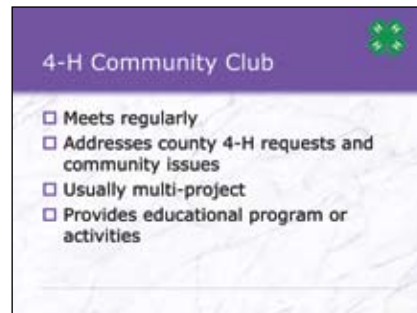 4-H Community Club
Meets regularly
Addresses county 4-H requests and
community issues
Usually multi-project
Provides educational program or
activities